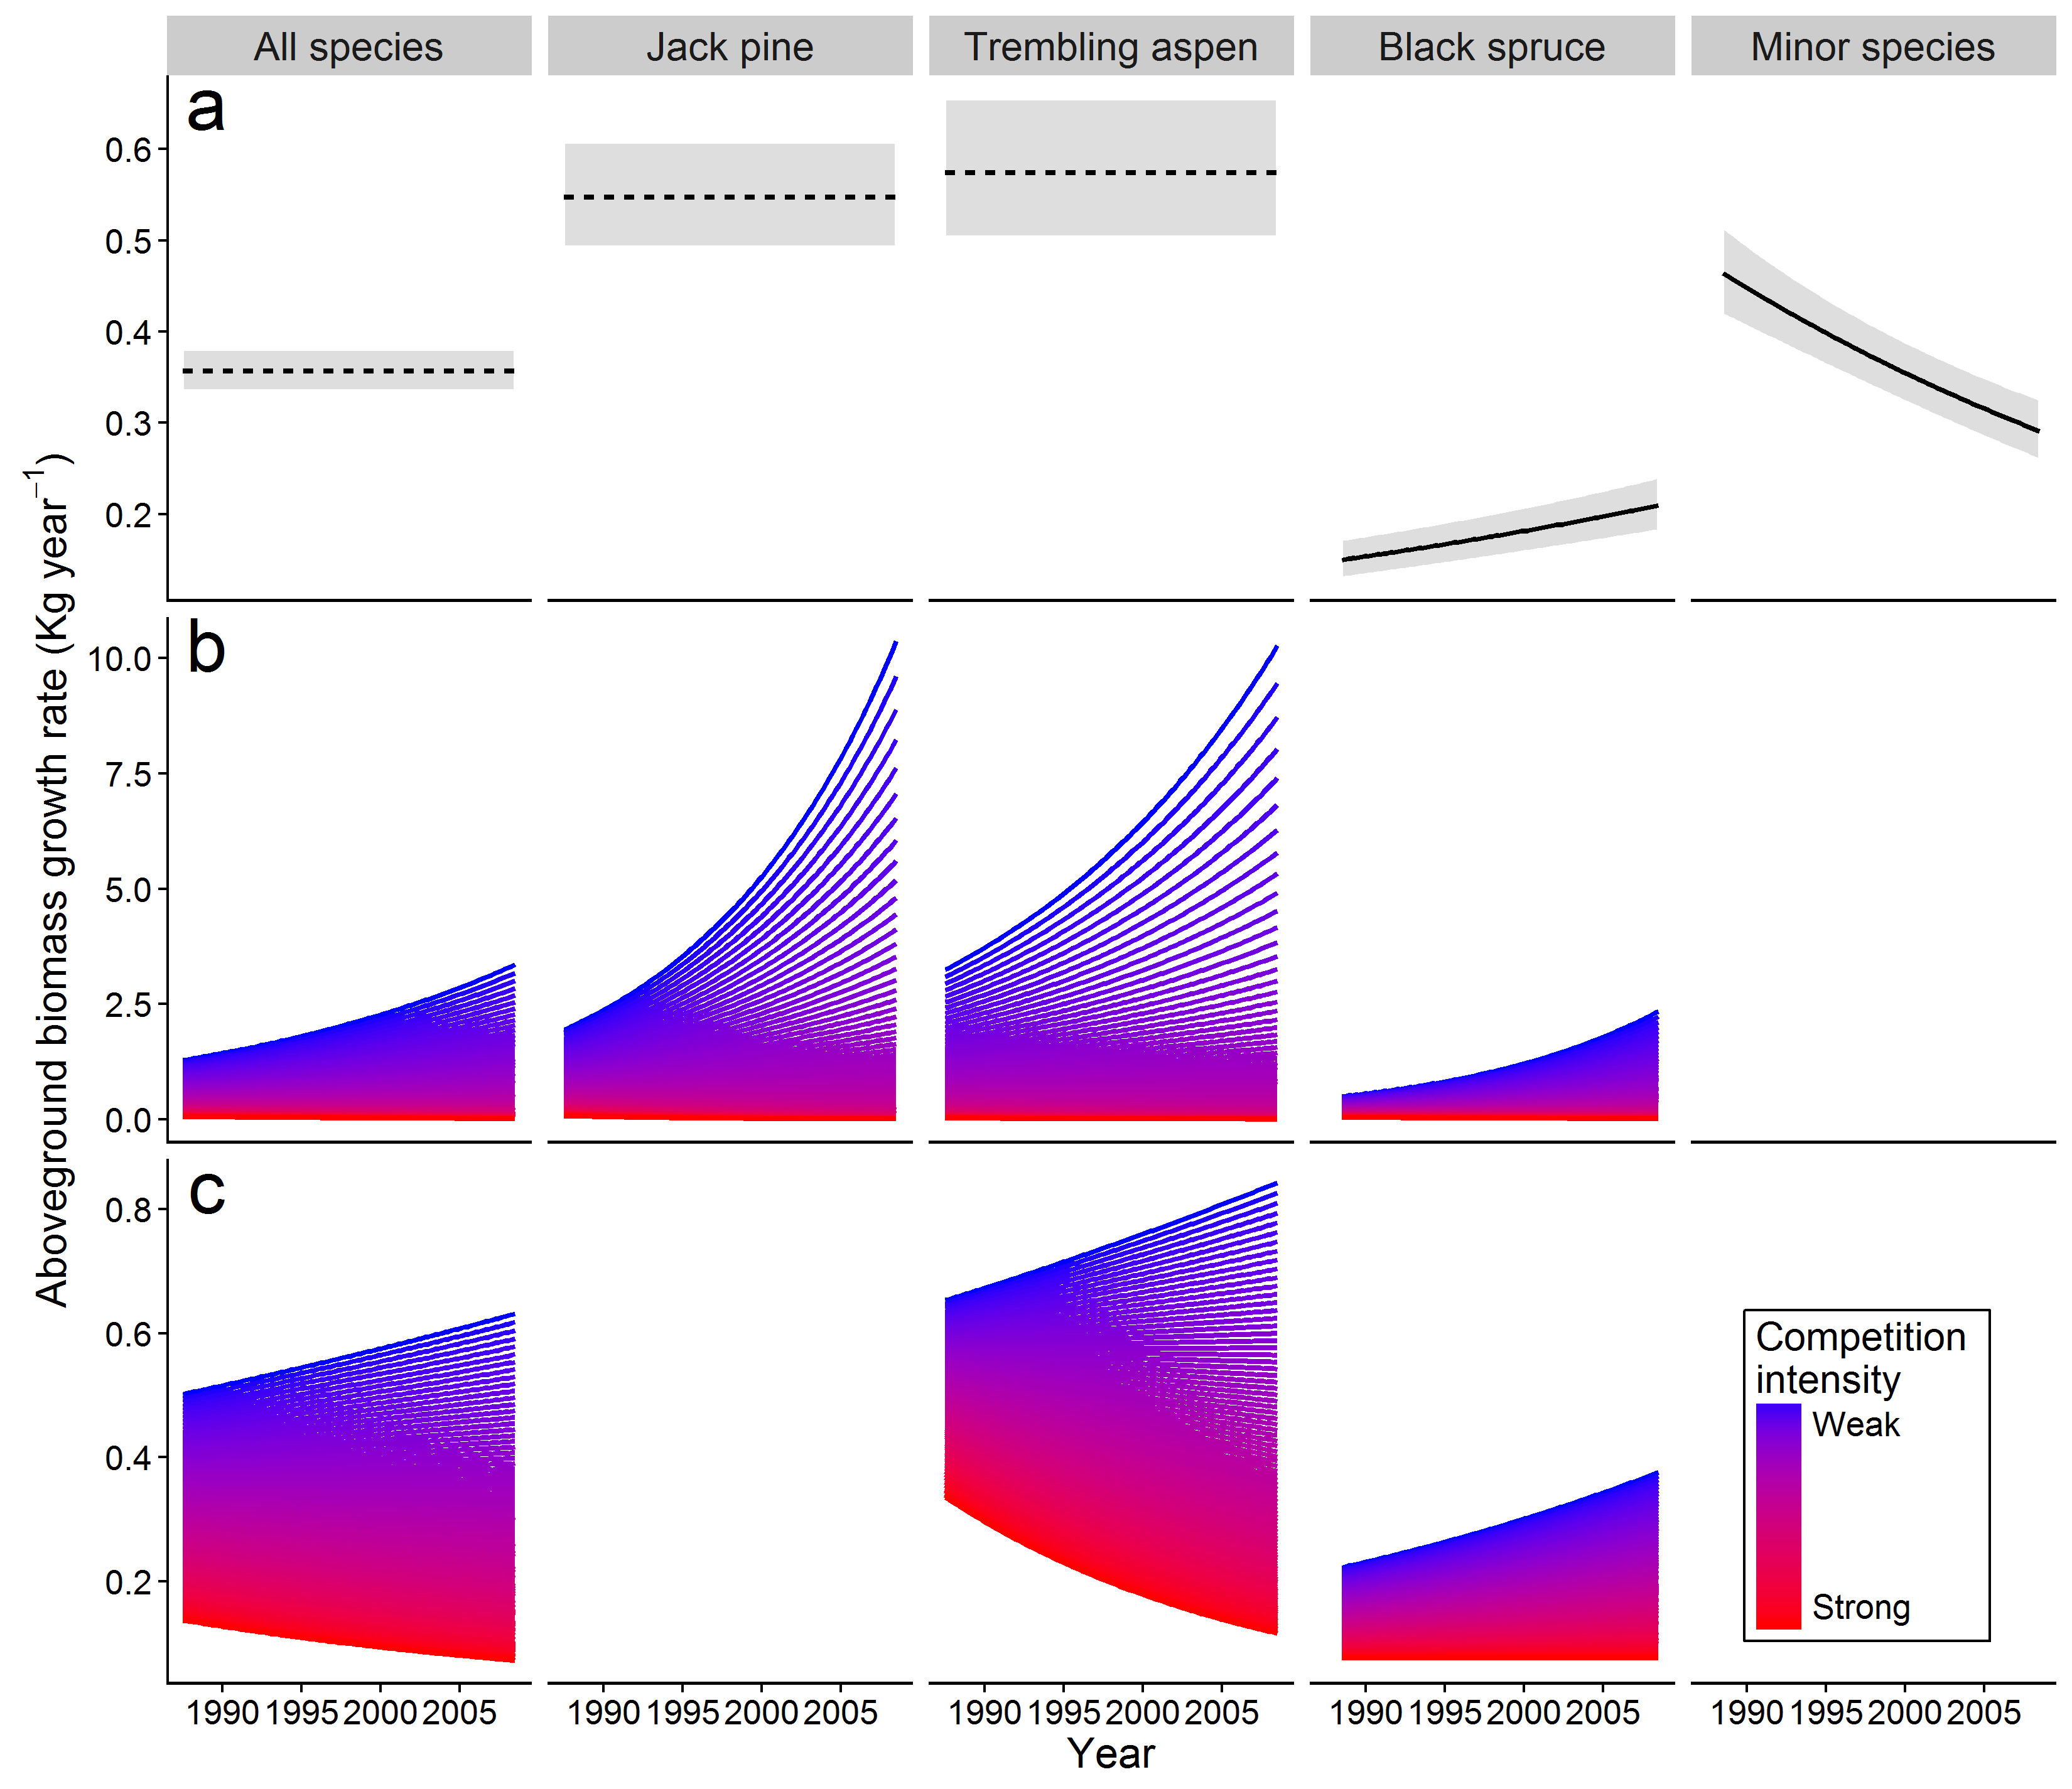 All species Jack pine Trembling aspen Black spruce Minor species
a
0.6
0.5
0.4
0.3
0.2
b
10.0
7.5
5.0
2.5
0.0
c
0.8
0.6
0.4
0.2
Aboveground biomass growth rate (Kg year⁻¹)
Competition
intensity
Weak
Strong
1990 1995 2000 2005 1990 1995 2000 2005 1990 1995 2000 2005 1990 1995 2000 2005 1990 1995 2000 2005
Year